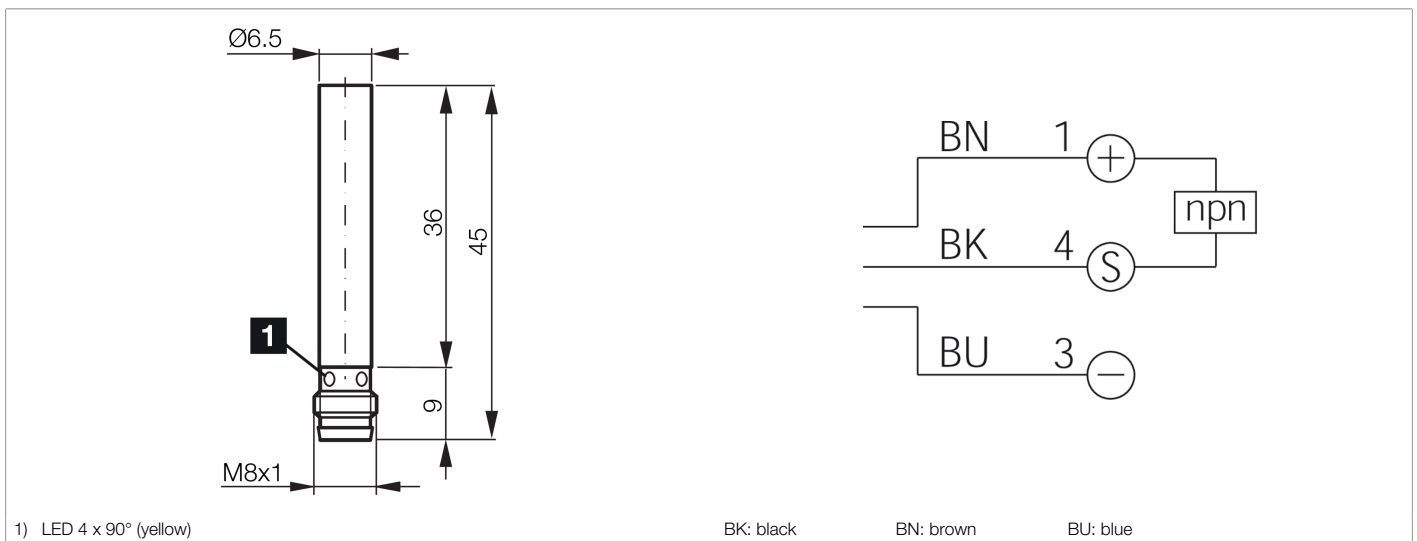 Ø6.5
36
45
1
9
M8x1
BN 1 +
npn
BK 4 S
BU 3 −
1) LED 4 x 90° (yellow)
BK: black BN: brown BU: blue